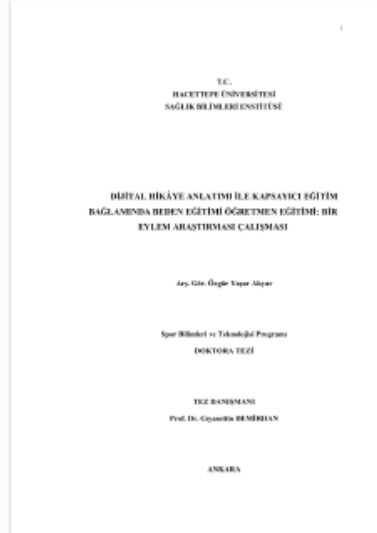 i
T.C.
HACETTEPE ÜNİVERSİTESİ
SAĞLIK BİLİMLERİ ENSTİTÜSÜ
DİJİTAL HİKÂYE ANLATIMI İLE KAPSAYICI EĞİTİM
BAĞLAMINDA BEDEN EĞİTİMİ ÖĞRETMEN EĞİTİMİ: BİR
EYLEM ARAŞTIRMASI ÇALIŞMASI
Arş. Gör. Özgür Yaşar Akyar
Spor Bilimleri ve Teknolojisi Programı
DOKTORA TEZİ
TEZ DANIŞMANI
Prof. Dr. Gıyasettin DEMİRHAN
ANKARA